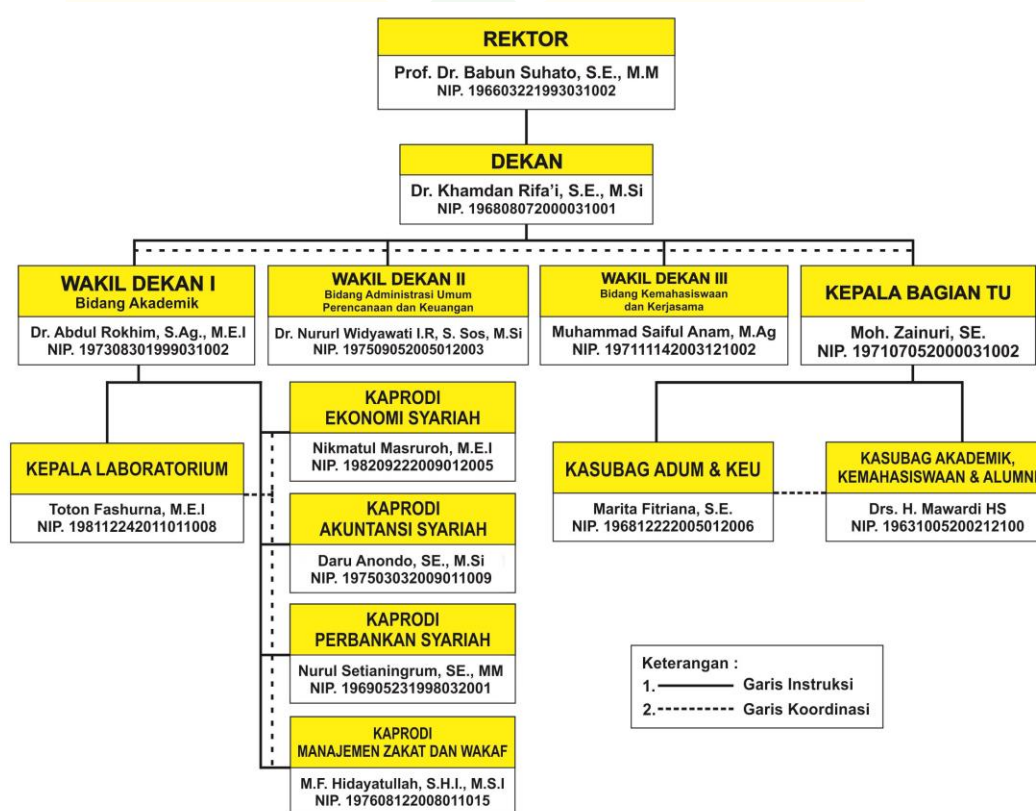 REKTOR
Prof. Dr. Babun Suhato, S.E., M.M
NIP. 196603221993031002
DEKAN
Dr. Khamdan Rifa’i, S.E., M.Si
NIP. 196808072000031001
WAKIL DEKAN I
Bidang Akademik
Dr. Abdul Rokhim, S.Ag., M.E.I
NIP. 197308301999031002
WAKIL DEKAN II
Bidang Administrasi Umum
Perencanaan dan Keuangan
Dr. Nururl Widyawati I.R, S. Sos, M.Si
NIP. 197509052005012003
WAKIL DEKAN III
Bidang Kemahasiswaan
dan Kerjasama
Muhammad Saiful Anam, M.Ag
NIP. 197111142003121002
KEPALA BAGIAN TU
Moh. Zainuri, SE.
NIP. 197107052000031002
KEPALA LABORATORIUM
Toton Fashurna, M.E.I
NIP. 198112242011011008
KAPRODI
EKONOMI SYARIAH
Nikmatul Masruroh, M.E.I
NIP. 198209222009012005
KAPRODI
AKUNTANSI SYARIAH
Daru Anondo, SE., M.Si
NIP. 197503032009011009
KAPRODI
PERBANKAN SYARIAH
Nurul Setianingrum, SE., MM
NIP. 196905231998032001
KAPRODI
MANAJEMEN ZAKAT DAN WAKAF
M.F. Hidayatullah, S.H.I., M.S.I
NIP. 197608122008011015
KASUBAG ADUM & KEU
Marita Fitriana, S.E.
NIP. 196812222005012006
KASUBAG AKADEMIK,
KEMAHASISWAAN & ALUMNI
Drs. H. Mawardi HS
NIP. 19631005200212100
Keterangan :
1. Garis Instruksi
2. Garis Koordinasi